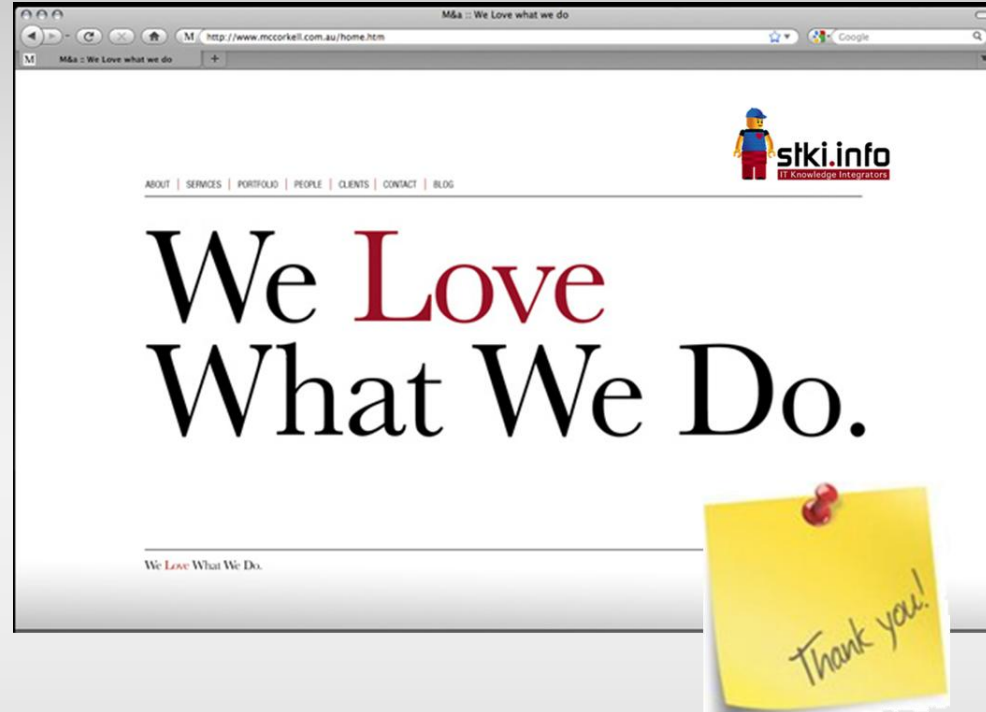 M&a :: We Love what we do
M http://www.mccorkell.com.au/home.htm
Google
M M&a :: We Love what we do +
stki.info
IT Knowledge Integrators
ABOUT | SERVICES | PORTFOLIO | PEOPLE | CLIENTS | CONTACT | BLOG
We Love
What We Do.
We Love What We Do.
Thank you!